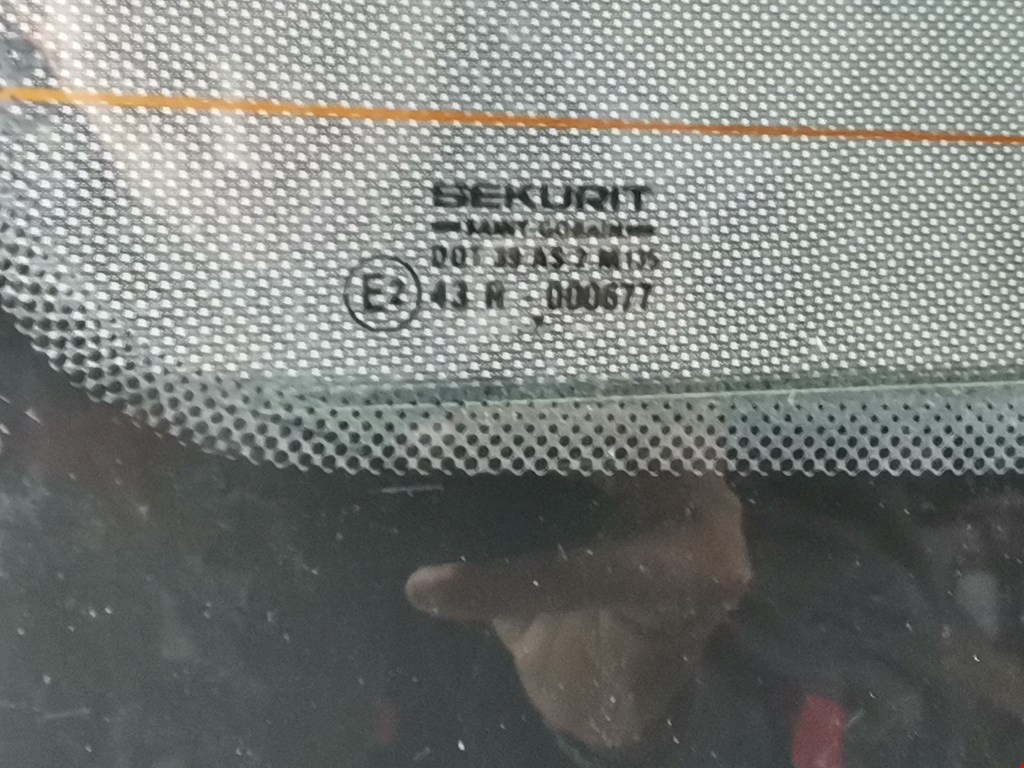 SEKURIT
SAINT-GOBAIN
DOT 39 AS 2 M135
E2 43 R - 000677